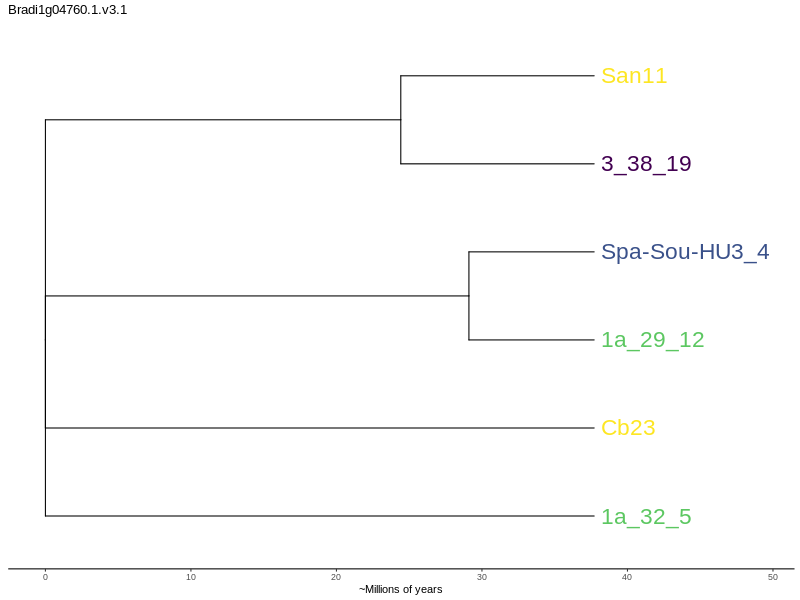 Bradi1g04760.1.v3.1
San11
3_38_19
Spa-Sou-HU3_4
1a_29_12
Cb23
1a_32_5
0 10 20 30 40 50
~Millions of years